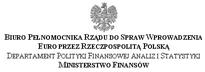 BIURO PEŁNOMOCNIKA RZĄDU DO SPRAW WPROWADZENIA
EURO PRZEZ RZECZPOSPOLITĄ POLSKĄ
DEPARTAMENT POLITYKI FINANSOWEJ ANALIZ I STATYSTYKI
MINISTERSTWO FINANSÓW